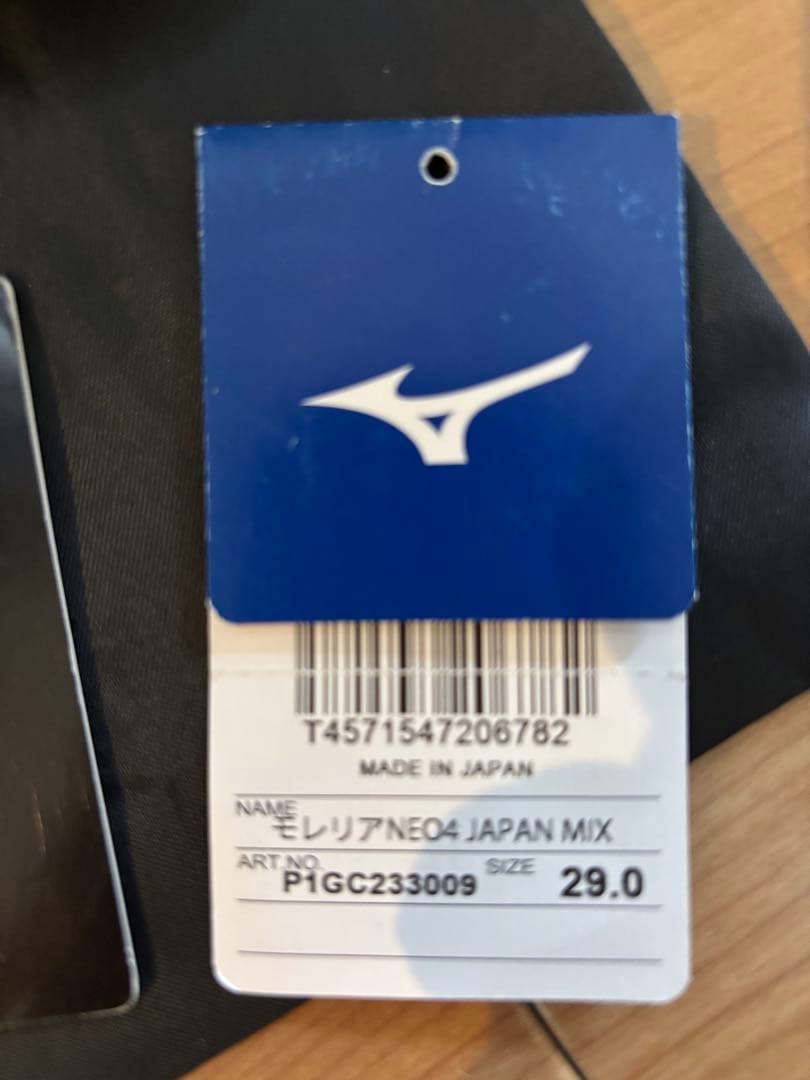 T4571547206782
MADE IN JAPAN
NAME
モレリアNEO4 JAPAN MIX
ART.NO.
P1GC233009
SIZE
29.0